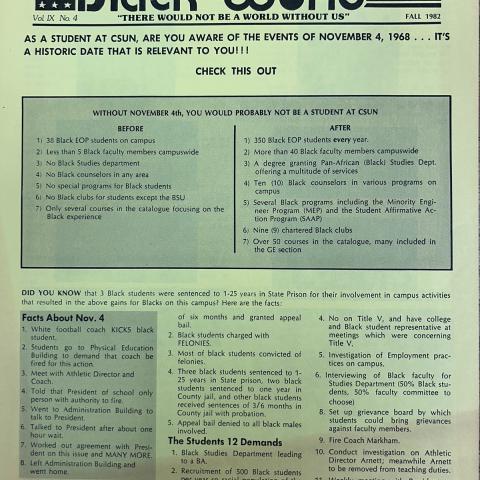 Black World
Vol IX No. 4 "THERE WOULD NOT BE A WORLD WITHOUT US" FALL 1982
AS A STUDENT AT CSUN, ARE YOU AWARE OF THE EVENTS OF NOVEMBER 4, 1968 . . . IT'S
A HISTORIC DATE THAT IS RELEVANT TO YOU!!!
CHECK THIS OUT
WITHOUT NOVEMBER 4th, YOU WOULD PROBABLY NOT BE A STUDENT AT CSUN
BEFORE
1) 38 Black EOP students on campus
2) Less than 5 Black faculty members campuswide
3) No Black Studies department
4) No Black counselors in any area
5) No special programs for Black students
6) No Black clubs for students except the BSU
7) Only several courses in the catalogue focusing on the
Black experience
AFTER
1) 350 Black EOP students every year.
2) More than 40 Black faculty members campuswide
3) A degree granting Pan-African (Black) Studies Dept.
offering a multitude of services
4) Ten (10) Black counselors in various programs on
campus
5) Several Black programs including the Minority Engi-
neer Program (MEP) and the Student Affirmative Ac-
tion Program (SAAP)
6) Nine (9) chartered Black clubs
7) Over 50 courses in the catalogue, many included in
the GE section
DID YOU KNOW that 3 Black students were sentenced to 1-25 years in State Prison for their involvement in campus activities
that resulted in the above gains for Blacks on this campus? Here are the facts:
Facts About Nov. 4
1. White football coach KICKS black
student.
2. Students go to Physical Education
Building to demand that coach be
fired for this action.
3. Meet with Athletic Director and
Coach.
4. Told that President of school only
person with authority to fire.
5. Went to Administration Building to
talk to President.
6. Talked to President after about one
hour wait.
7. Worked out agreement with Presi-
dent on this issue and MANY MORE.
8. Left Administration Building and
went home.
of six months and granted appeal
bail.
2. Black students charged with
FELONIES.
3. Most of black students convicted of
felonies.
4. Three black students sentenced to 1-
25 years in State prison, two black
students sentenced to one year in
County jail, and other black students
received sentences of 3/6 months in
County jail with probation.
5. Appeal bail denied to all black males
involved.
The Students 12 Demands
1. Black Studies Department leading
to a BA.
2. Recruitment of 500 Black students
4. No on Title V, and have college
and Black student representative at
meetings which were concerning
Title V,
5. Investigation of Employment prac-
tices on campus.
6. Interviewing of Black faculty for
Studies Department (50% Black stu-
dents, 50% faculty committee to
choose)
8. Set up grievance board by which
students could bring grievances
against faculty members.
9. Fire Coach Markham.
10. Conduct investigation on Athletic
Director Arnett; meanwhile Arnett
to be removed from teaching duties.